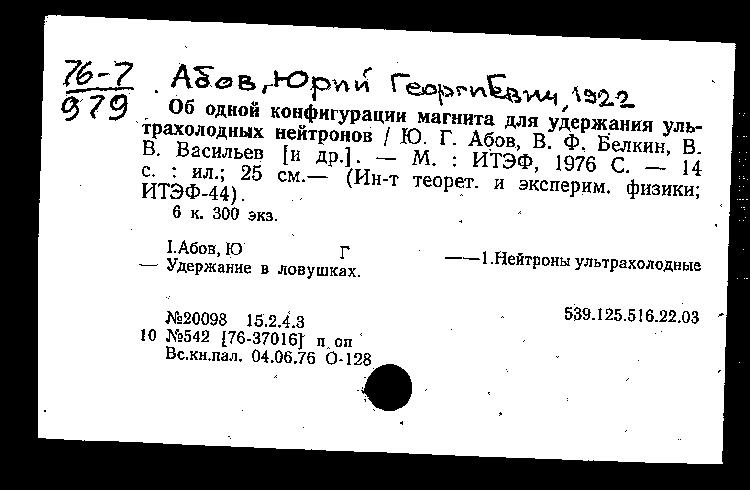 76-7
979
Абов, Юрий Георгиевич, 1922
Об одной конфигурации магнита для удержания уль-
трахолодных нейтронов / Ю. Г. Абов, В. Ф. Белкин, В.
В. Васильев [и др.]. — М. : ИТЭФ, 1976 С. — 14
с. : ил.; 25 см.— (Ин-т теорет. и эксперим. физики;
ИТЭФ-44).
6 к. 300 экз.
I.Абов, Ю Г ——1.Нейтроны ультрахолодные
— Удержание в ловушках.
№20098 15.2.4.3 539.125.516.22.03
10 №542 [76-37016] п оп
Вс.кн.пал. 04.06.76 О-128